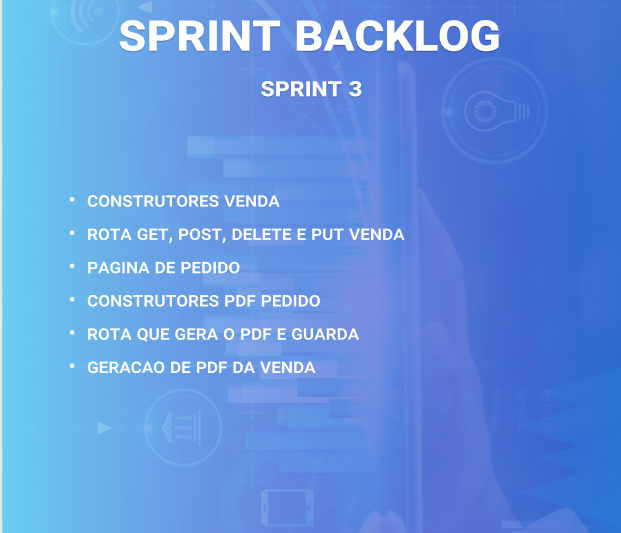 SPRINT BACKLOG
SPRINT 3
• CONSTRUTORES VENDA
• ROTA GET, POST, DELETE E PUT VENDA
• PAGINA DE PEDIDO
• CONSTRUTORES PDF PEDIDO
• ROTA QUE GERA O PDF E GUARDA
• GERACAO DE PDF DA VENDA